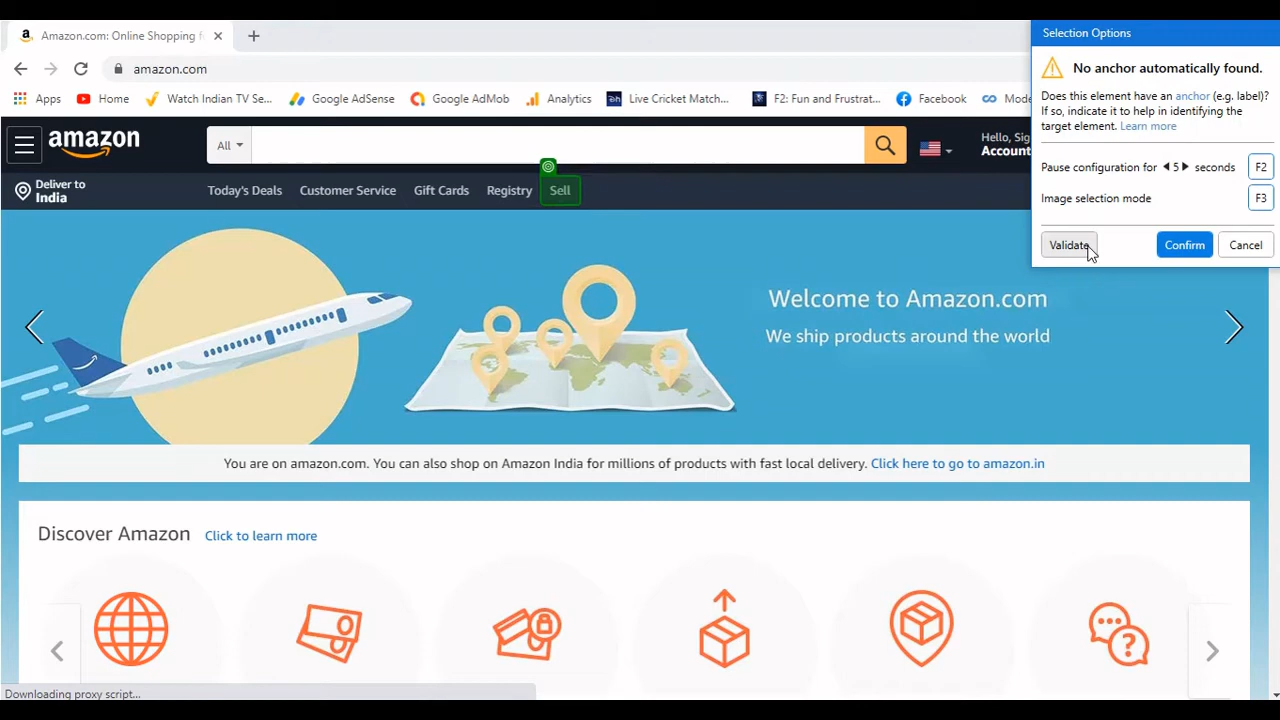 Amazon.com: Online Shopping f
Selection Options
amazon.com
No anchor automatically found.
Apps Home Watch Indian TV Se... Google AdSense Google AdMob Analytics Live Cricket Match... F2: Fun and Frustrat... Facebook Mode
Does this element have an anchor (e.g. label)?
If so, indicate it to help in identifying the
target element. Learn more
amazon
All
Hello, Sig
Account
Pause configuration for 5 seconds F2
Deliver to
India
Today's Deals Customer Service Gift Cards Registry Sell
Image selection mode F3
Validate Confirm Cancel
Welcome to Amazon.com
We ship products around the world
You are on amazon.com. You can also shop on Amazon India for millions of products with fast local delivery. Click here to go to amazon.in
Discover Amazon Click to learn more
Downloading proxy script...